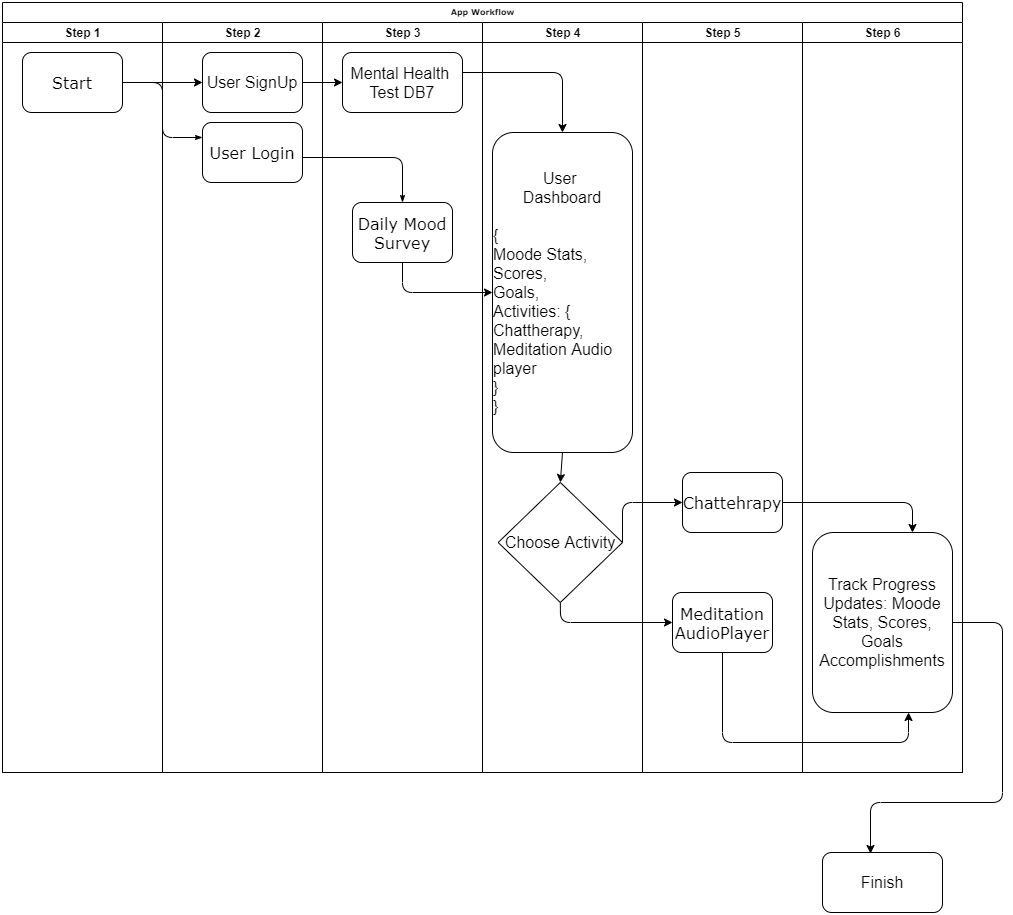 App Workflow
Step 1
Step 2
Step 3
Step 4
Step 5
Step 6
Start
User SignUp
Mental Health
Test DB7
User Login
Daily Mood
Survey
User
Dashboard
{
Moode Stats,
Scores,
Goals,
Activities: {
Chattherapy,
Meditation Audio
player
}
}
Choose Activity
Chattehrapy
Meditation
AudioPlayer
Track Progress
Updates: Moode
Stats, Scores,
Goals
Accomplishments
Finish